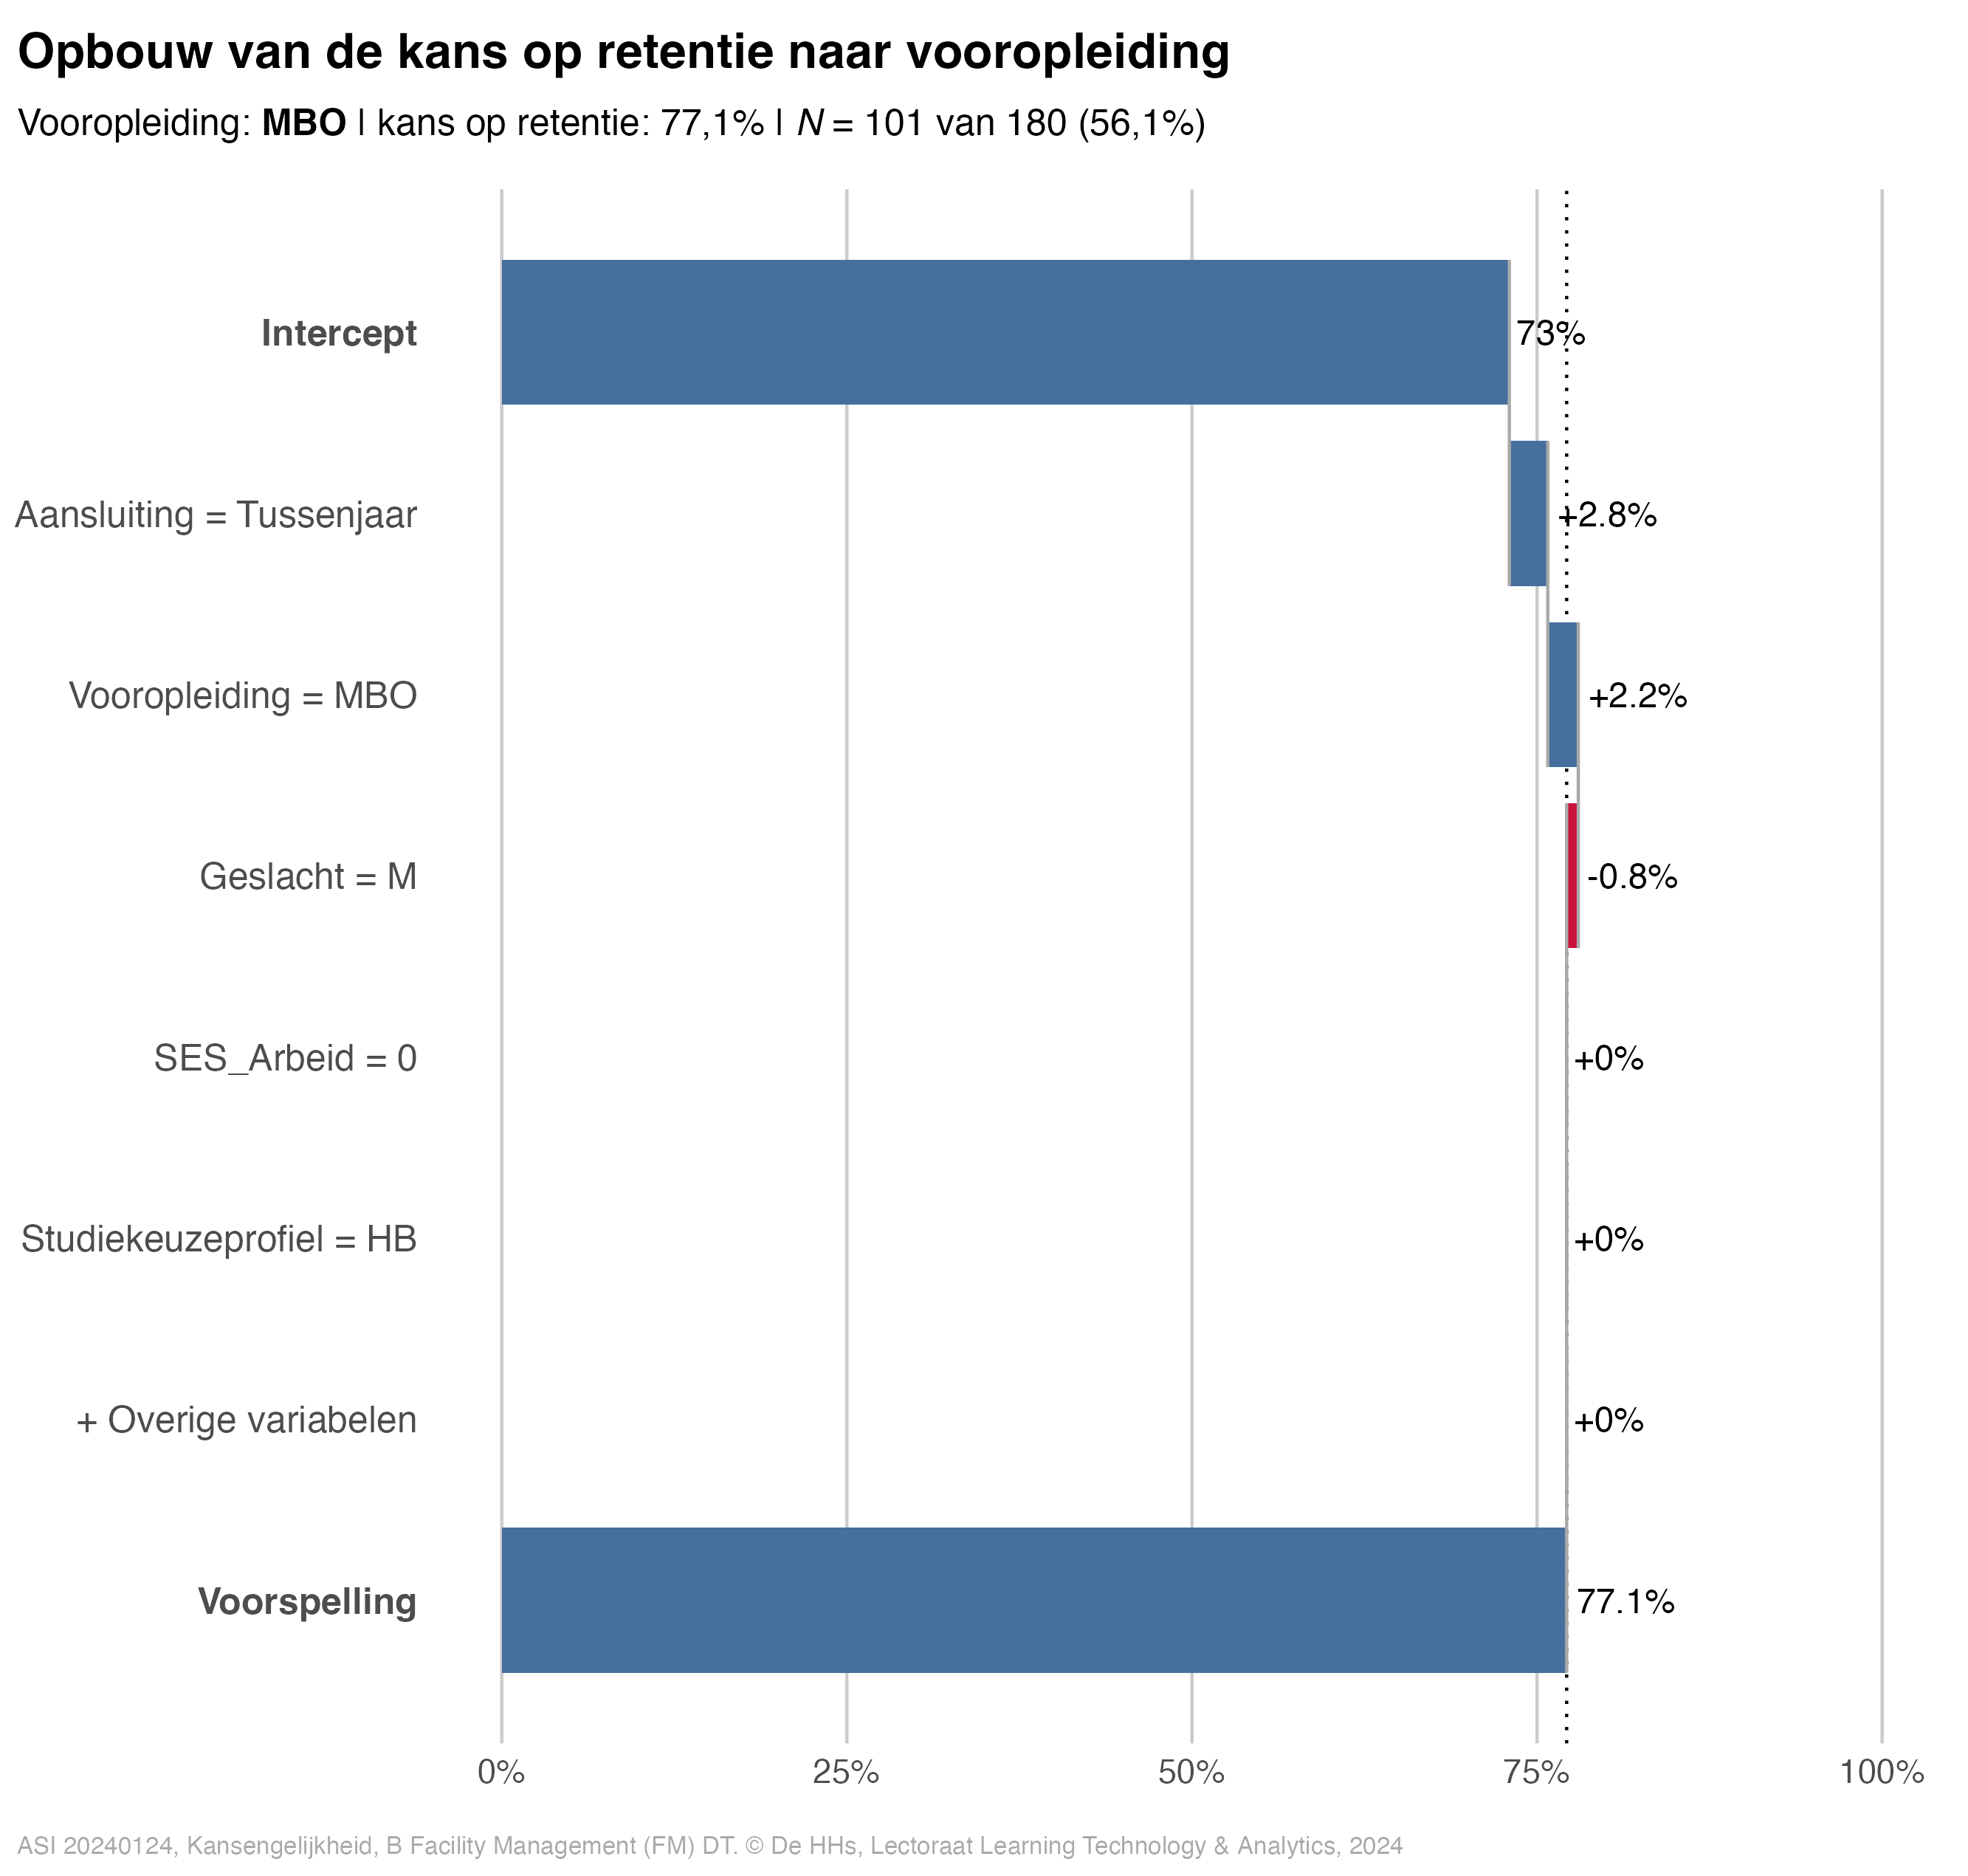 Opbouw van de kans op retentie naar vooropleiding
Vooropleiding: MBO | kans op retentie: 77,1% | N = 101 van 180 (56,1%)
Intercept
73%
Aansluiting = Tussenjaar
+2.8%
Vooropleiding = MBO
+2.2%
Geslacht = M
-0.8%
SES_Arbeid = 0
+0%
Studiekeuzeprofiel = HB
+0%
+ Overige variabelen
+0%
Voorspelling
77.1%
0%
25%
50%
75%
100%
ASI 20240124, Kansengelijkheid, B Facility Management (FM) DT. © De HHs, Lectoraat Learning Technology & Analytics, 2024